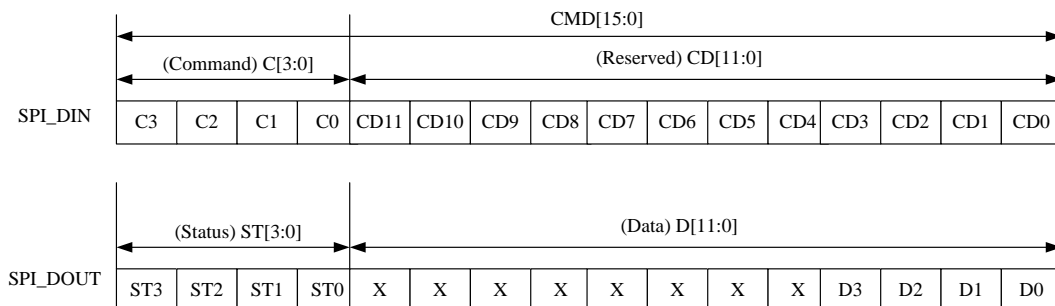 CMD[15:0]
(Command) C[3:0] (Reserved) CD[11:0]
SPI_DIN C3 C2 C1 C0 CD11 CD10 CD9 CD8 CD7 CD6 CD5 CD4 CD3 CD2 CD1 CD0
(Status) ST[3:0] (Data) D[11:0]
SPI_DOUT ST3 ST2 ST1 ST0 X X X X X X X X D3 D2 D1 D0